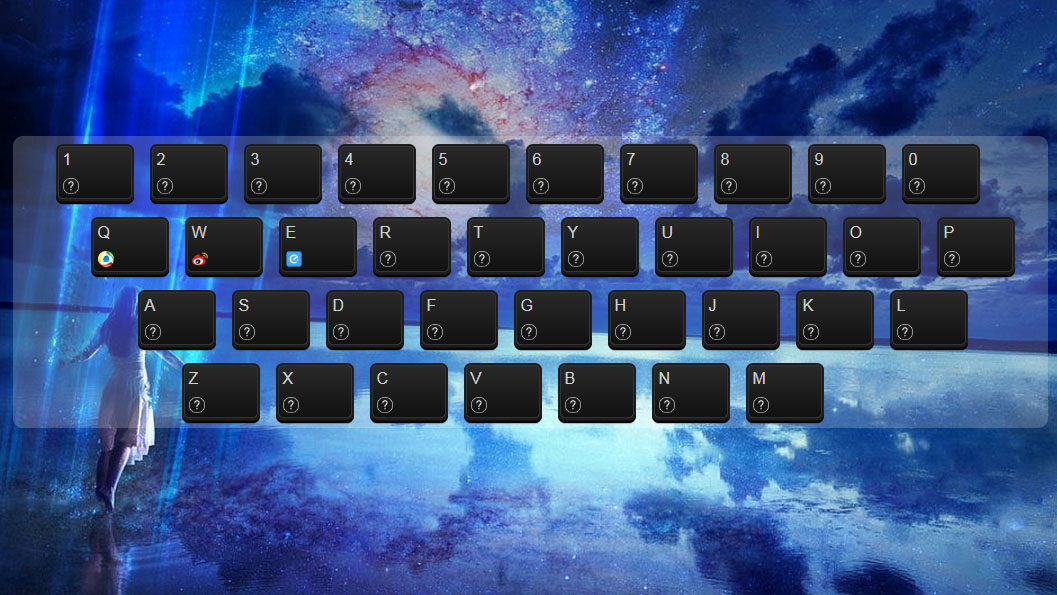 1 2 3 4 5 6 7 8 9 0
? ? ? ? ? ? ? ? ? ?
Q W E R T Y U I O P
? ? ? ? ? ? ?
A S D F G H J K L
? ? ? ? ? ? ? ? ?
Z X C V B N M
? ? ? ? ? ? ?